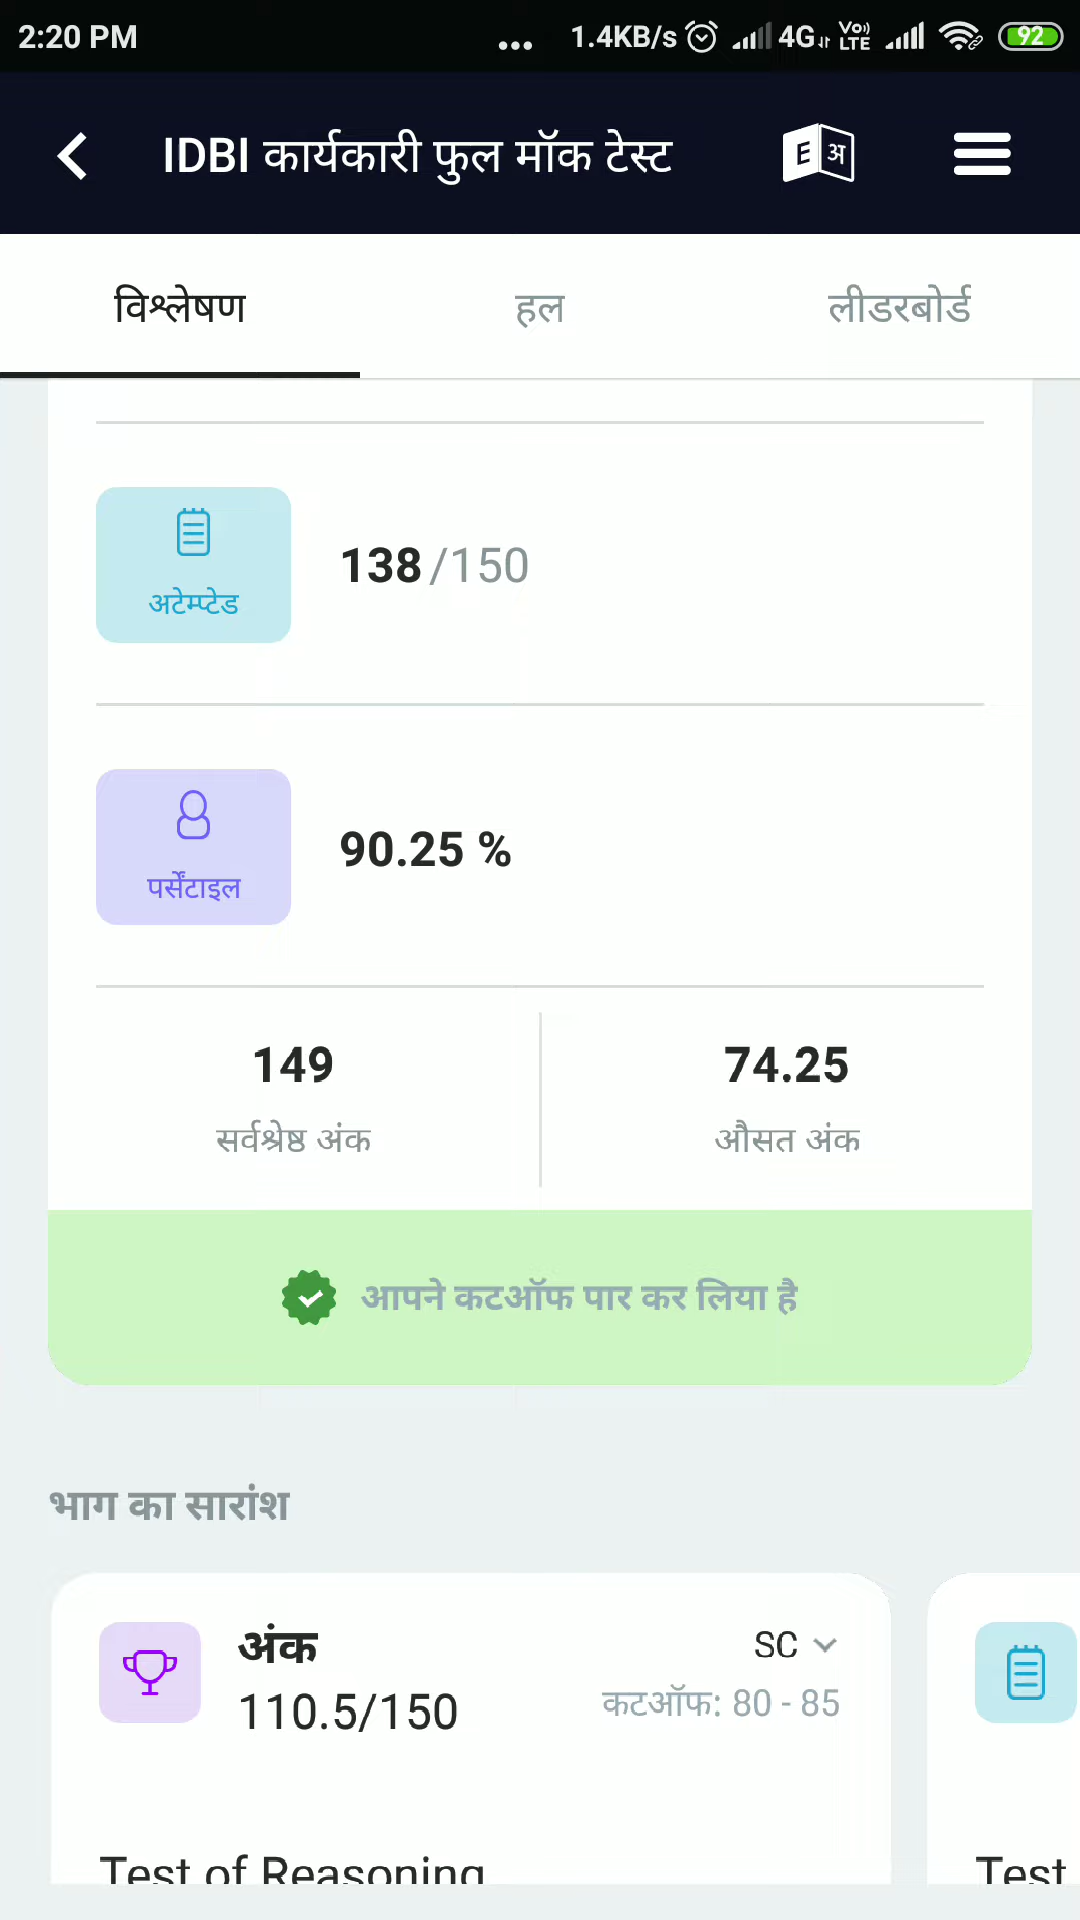 2:20 PM ... 1.4KB/s 4G VoLTE 92
IDBI कार्यकारी फुल मॉक टेस्ट E अ
विश्लेषण हल लीडरबोर्ड
138/150
अटेम्प्टेड
90.25 %
पर्सेंटाइल
149 74.25
सर्वश्रेष्ठ अंक औसत अंक
आपने कटऑफ पार कर लिया है
भाग का सारांश
अंक SC
110.5/150 कटऑफ: 80 - 85
Test of Reasoning Test